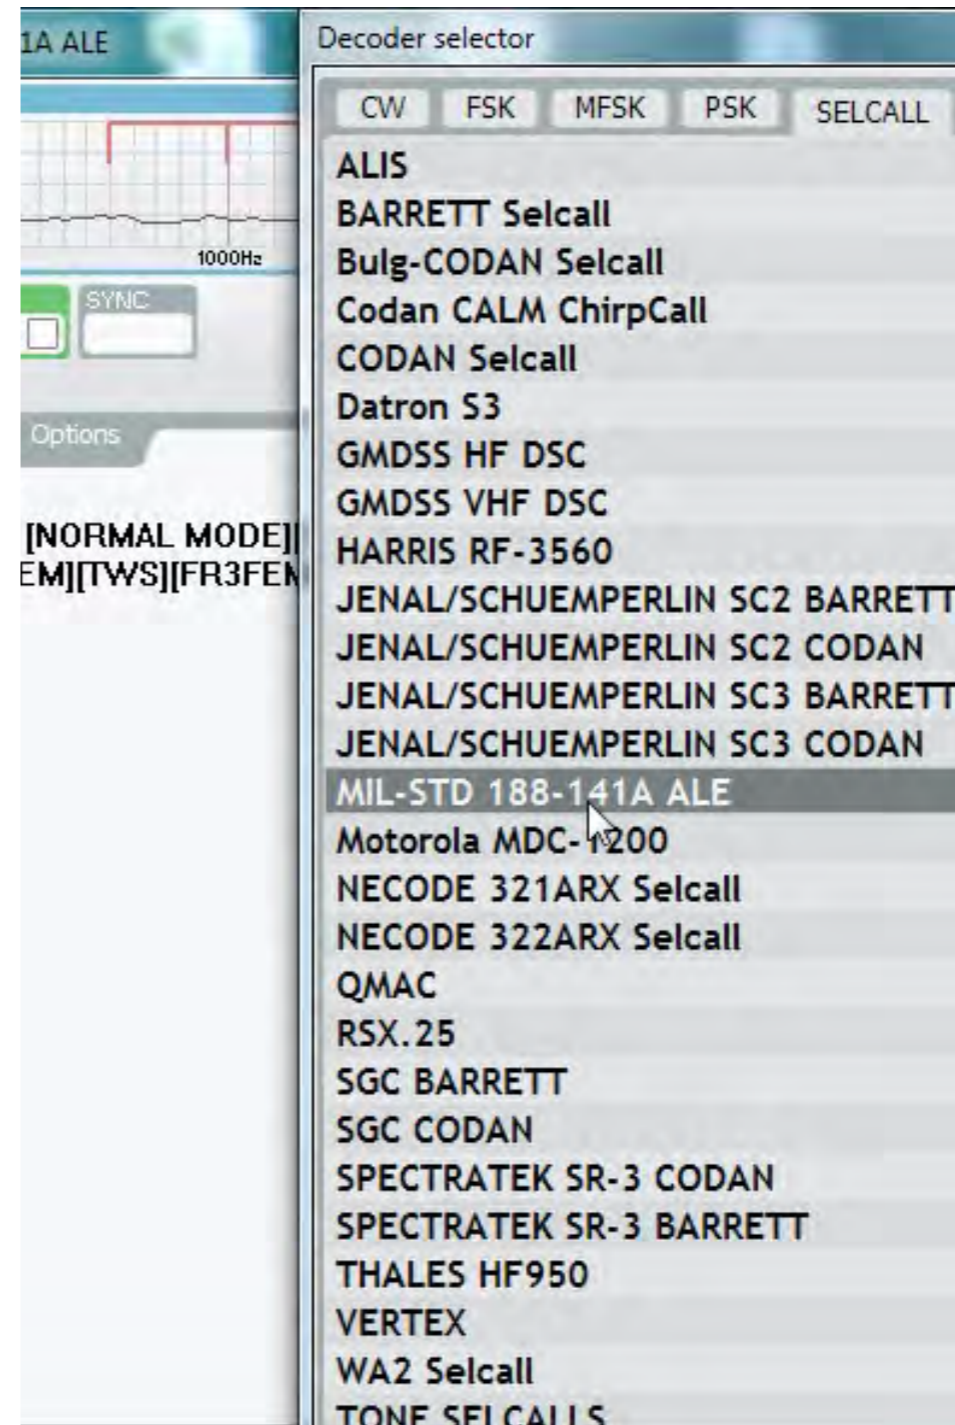 1A ALE
1000Hz
SYNC
Options
[NORMAL MODE]
EM][TWS][FR3FEM
Decoder selector
CW FSK MFSK PSK SELCALL
ALIS
BARRETT Selcall
Bulg-CODAN Selcall
Codan CALM ChirpCall
CODAN Selcall
Datron S3
GMDSS HF DSC
GMDSS VHF DSC
HARRIS RF-3560
JENAL/SCHUEMPERLIN SC2 BARRETT
JENAL/SCHUEMPERLIN SC2 CODAN
JENAL/SCHUEMPERLIN SC3 BARRETT
JENAL/SCHUEMPERLIN SC3 CODAN
MIL-STD 188-141A ALE
Motorola MDC-1200
NECODE 321ARX Selcall
NECODE 322ARX Selcall
QMAC
RSX.25
SGC BARRETT
SGC CODAN
SPECTRATEK SR-3 CODAN
SPECTRATEK SR-3 BARRETT
THALES HF950
VERTEX
WA2 Selcall
TONE SELCALLS